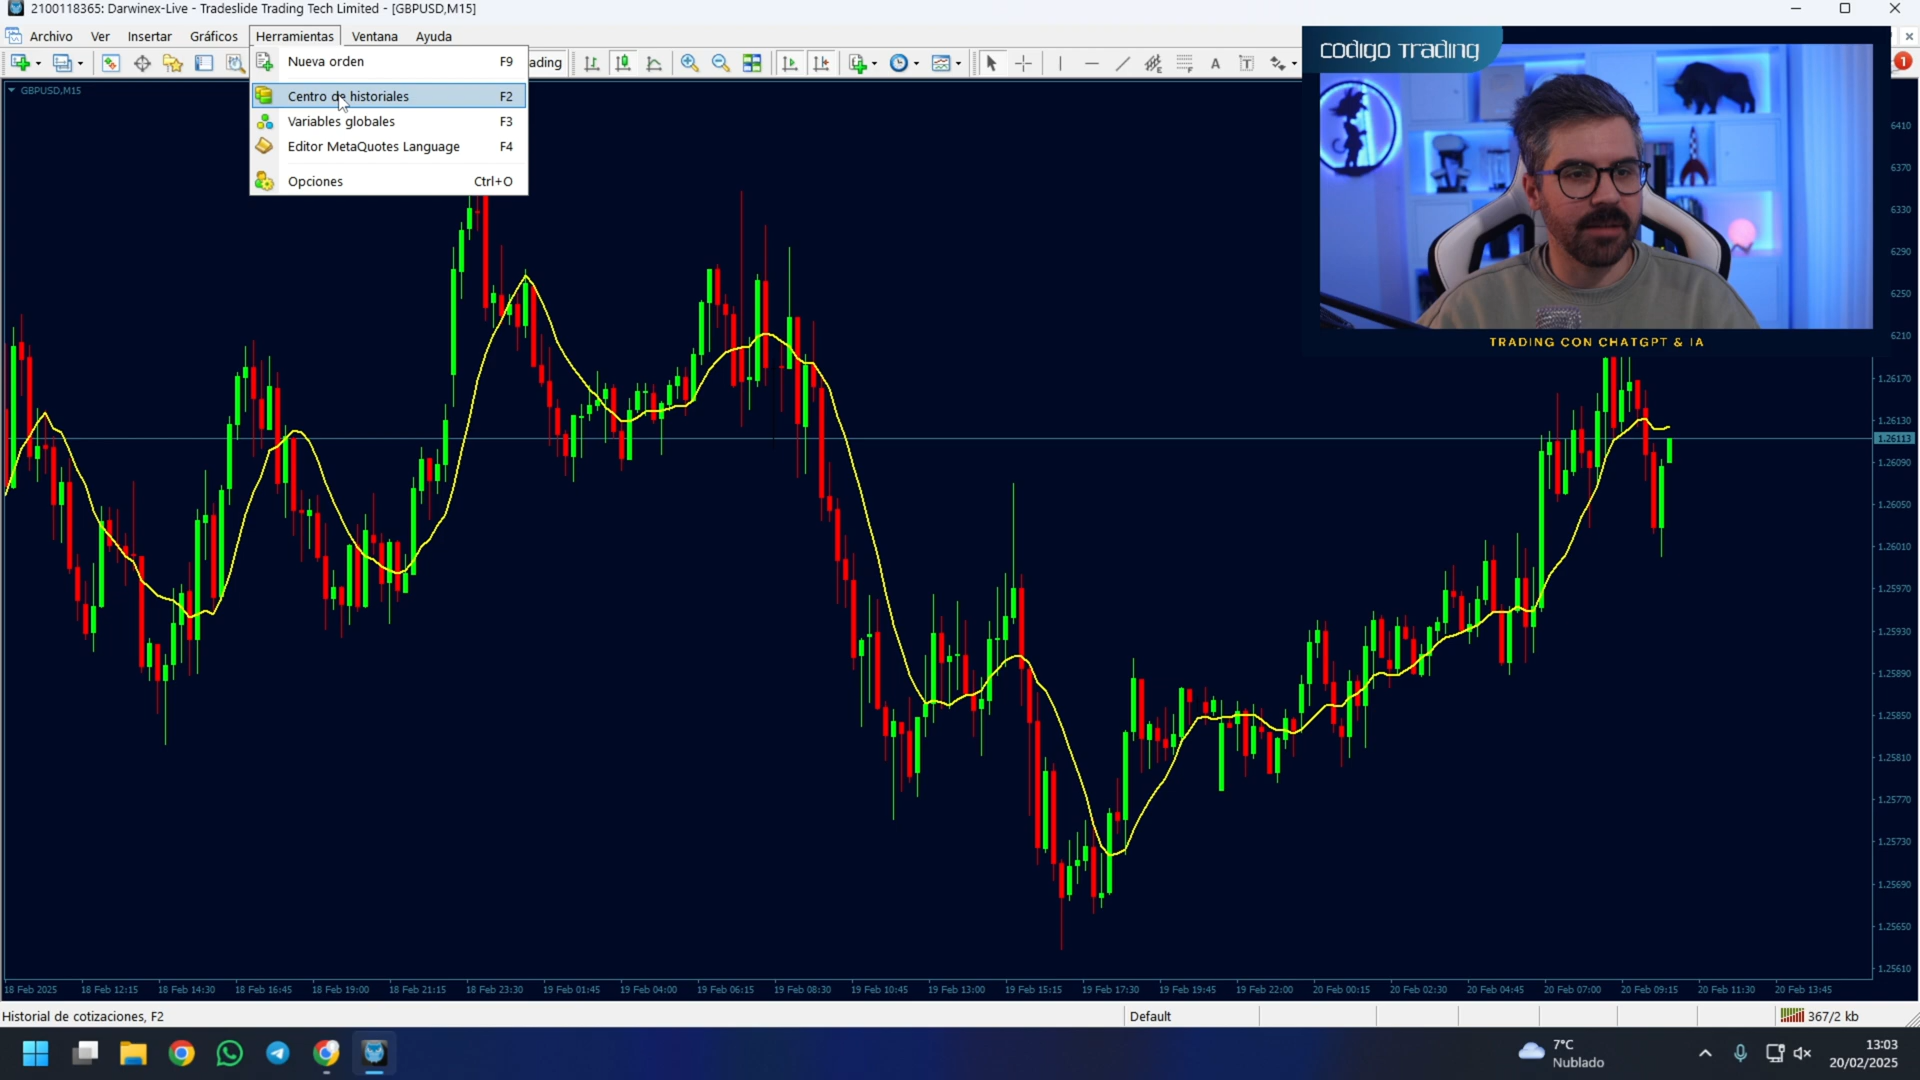 2100118365: Darwinex-Live - Tradeslide Trading Tech Limited - [GBPUSD,M15]
Archivo Ver Insertar Gráficos Herramientas Ventana Ayuda
Nueva orden F9
Centro de historiales F2
Variables globales F3
Editor MetaQuotes Language F4
Opciones Ctrl+O
ading
A
T
1
GBPUSD,M15
codigo trading
TRADING CON CHATGPT & IA
6410
6370
6330
6290
6250
6210
1.26170
1.26130
1.26113
1.26090
1.26050
1.26010
1.25970
1.25930
1.25890
1.25850
1.25810
1.25770
1.25730
1.25690
1.25650
1.25610
18 Feb 2025 18 Feb 12:15 18 Feb 14:30 18 Feb 16:45 18 Feb 19:00 18 Feb 21:15 18 Feb 23:30 19 Feb 01:45 19 Feb 04:00 19 Feb 06:15 19 Feb 08:30 19 Feb 10:45 19 Feb 13:00 19 Feb 15:15 19 Feb 17:30 19 Feb 19:45 19 Feb 22:00 20 Feb 00:15 20 Feb 02:30 20 Feb 04:45 20 Feb 07:00 20 Feb 09:15 20 Feb 11:30 20 Feb 13:45
Historial de cotizaciones, F2
Default
367/2 kb
7°C
Nublado
13:03
20/02/2025